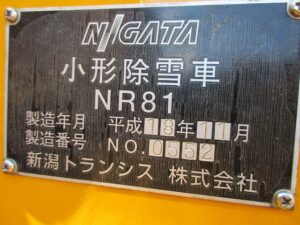 NIIGATA
小形除雪車
NR81
製造年月 平成18年11月
製造番号 NO.0552
新潟トランシス 株式会社